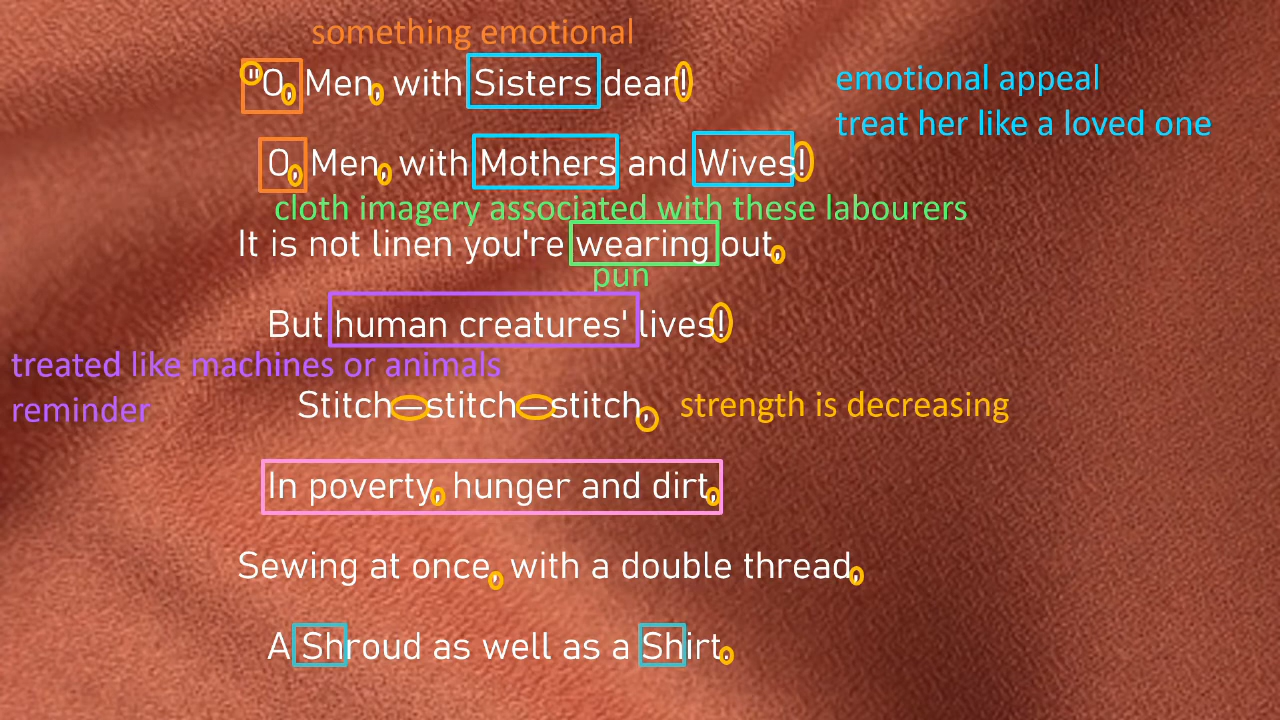 something emotional
"O, Men, with Sisters dear!
emotional appeal
treat her like a loved one
O, Men, with Mothers and Wives!
cloth imagery associated with these labourers
It is not linen you're wearing out,
pun
But human creatures' lives!
treated like machines or animals
reminder
Stitch—stitch—stitch,
strength is decreasing
In poverty, hunger and dirt,
Sewing at once, with a double thread,
A Shroud as well as a Shirt.